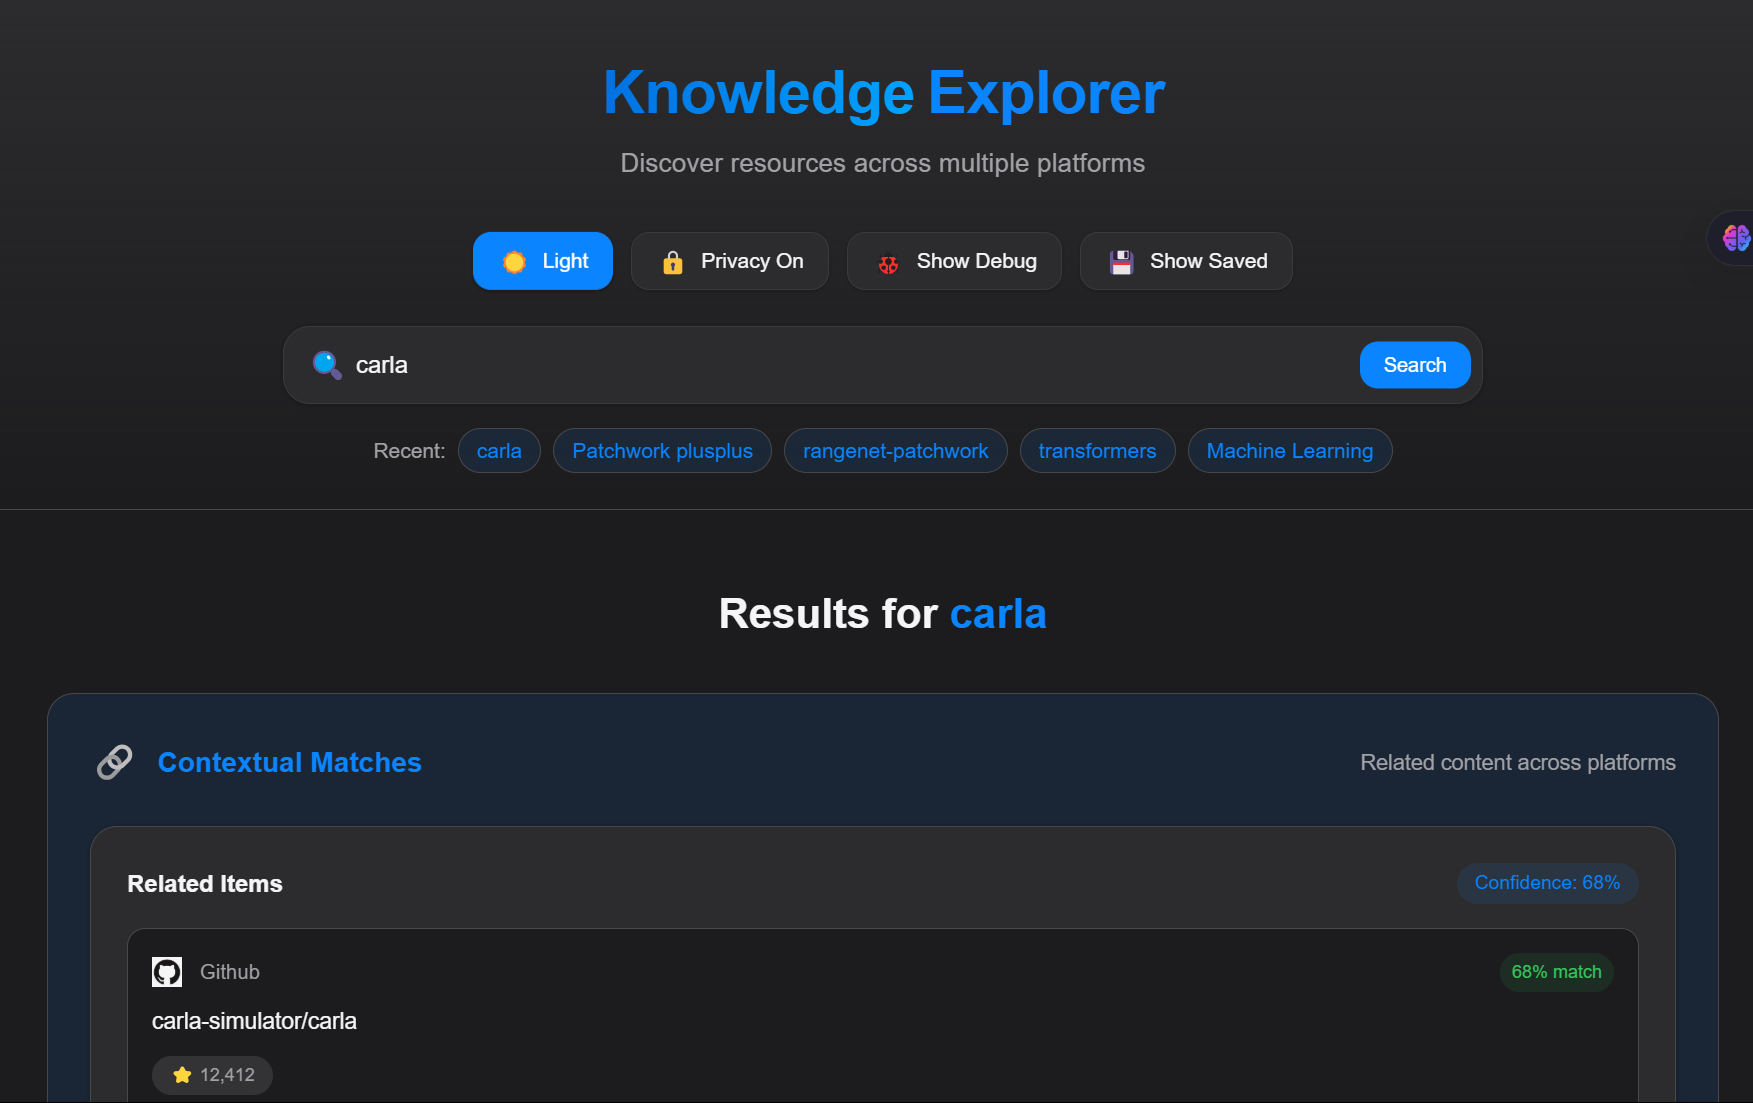 Knowledge Explorer
Discover resources across multiple platforms
Light
Privacy On
Show Debug
Show Saved
carla
Search
Recent:
carla
Patchwork plusplus
rangenet-patchwork
transformers
Machine Learning
Results for carla
Contextual Matches
Related content across platforms
Related Items
Confidence: 68%
Github
68% match
carla-simulator/carla
12,412